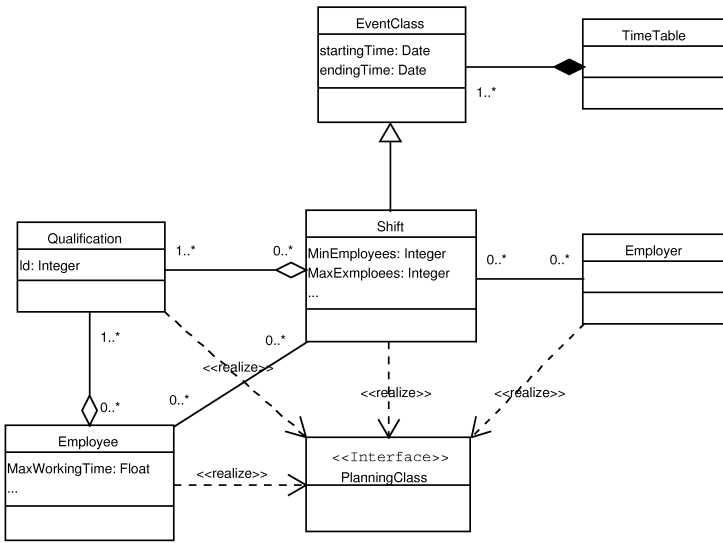 EventClass
startingTime: Date
endingTime: Date
1..*
TimeTable
Qualification
Id: Integer
1..*
0..*
Shift
MinEmployees: Integer
MaxExmploees: Integer
...
0..*
0..*
Employer
1..*
0..*
0..*
0..*
<<realize>>
<<realize>>
<<realize>>
Employee
MaxWorkingTime: Float
...
<<realize>>
<<Interface>>
PlanningClass